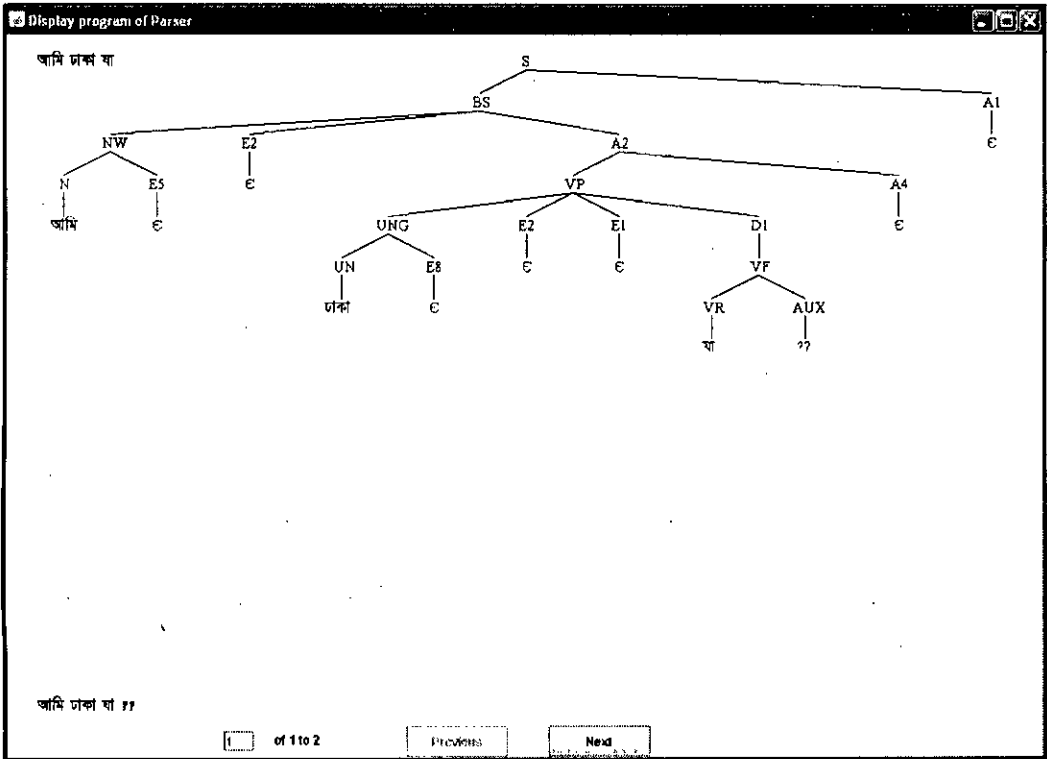 Display program of Parser
আমি ঢাকা যা
S
BS A1
NW E2 A2 Є
N E5 Є VP A4
আমি Є UNG E2 E1 D1 Є
UN E8 Є Є VF
ঢাকা Є VR AUX
যা ??
আমি ঢাকা যা ??
1 of 1 to 2 Previous Next